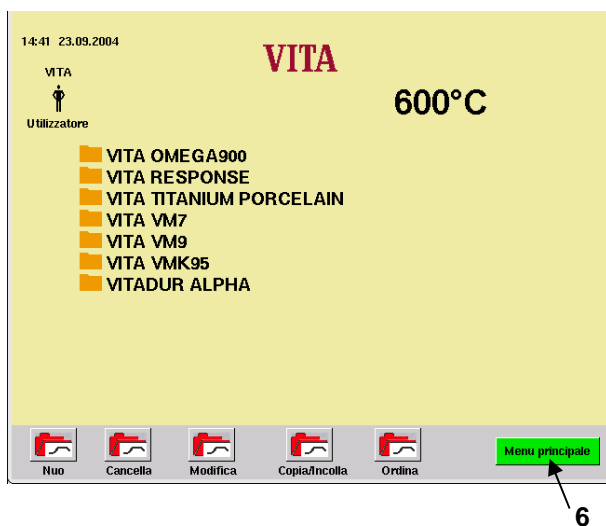 14:41 23.09.2004
VITA
VITA
600°C
Utilizzatore
VITA OMEGA900
VITA RESPONSE
VITA TITANIUM PORCELAIN
VITA VM7
VITA VM9
VITA VMK95
VITADUR ALPHA
Nuo Cancella Modifica Copia/Incolla Ordina Menu principale
6